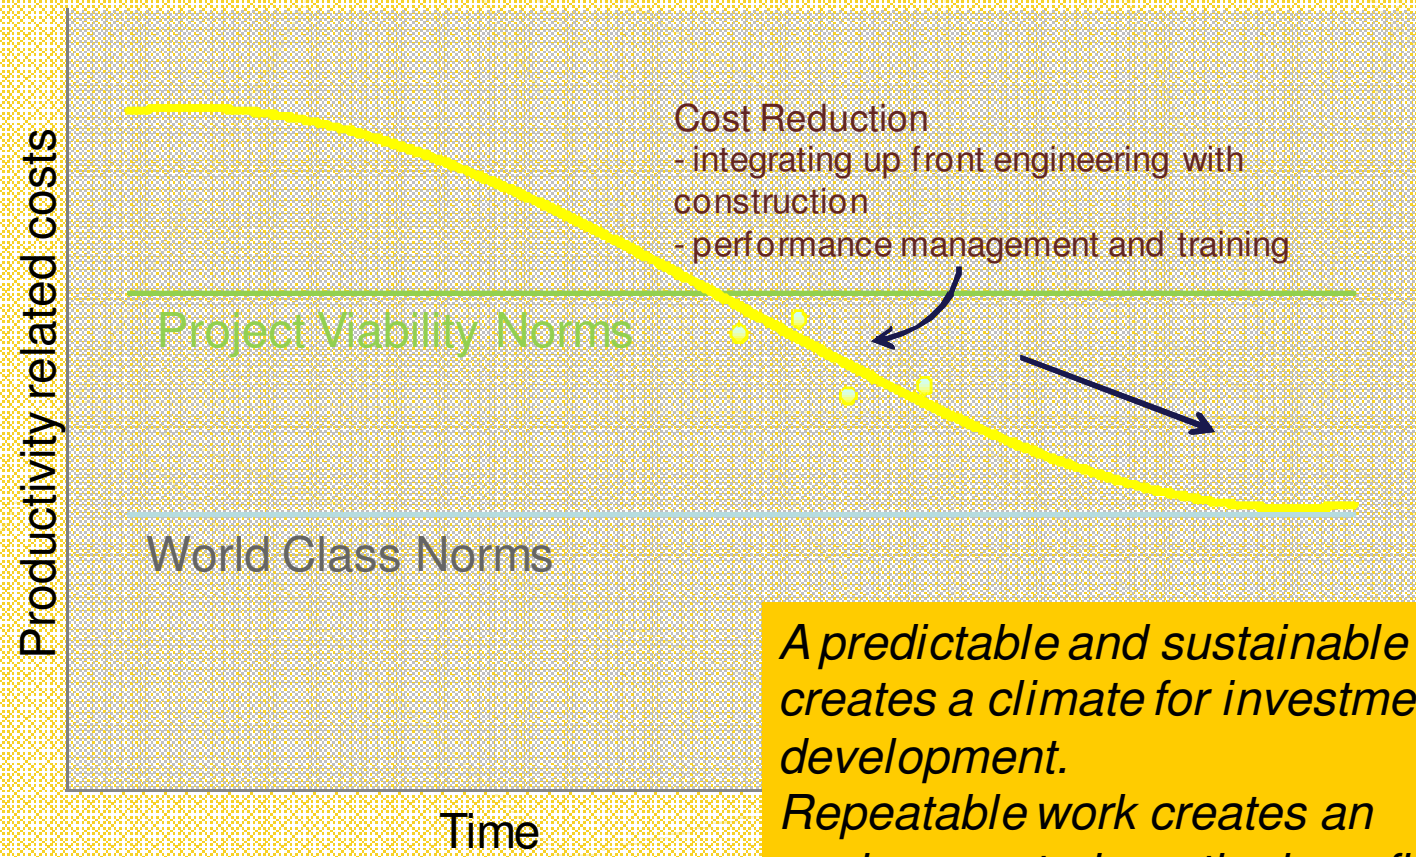 Productivity related costs
Cost Reduction
- integrating up front engineering with
construction
- performance management and training
Project Viability Norms
World Class Norms
A predictable and sustainable
creates a climate for
development.
Repeatable work creates an
Time